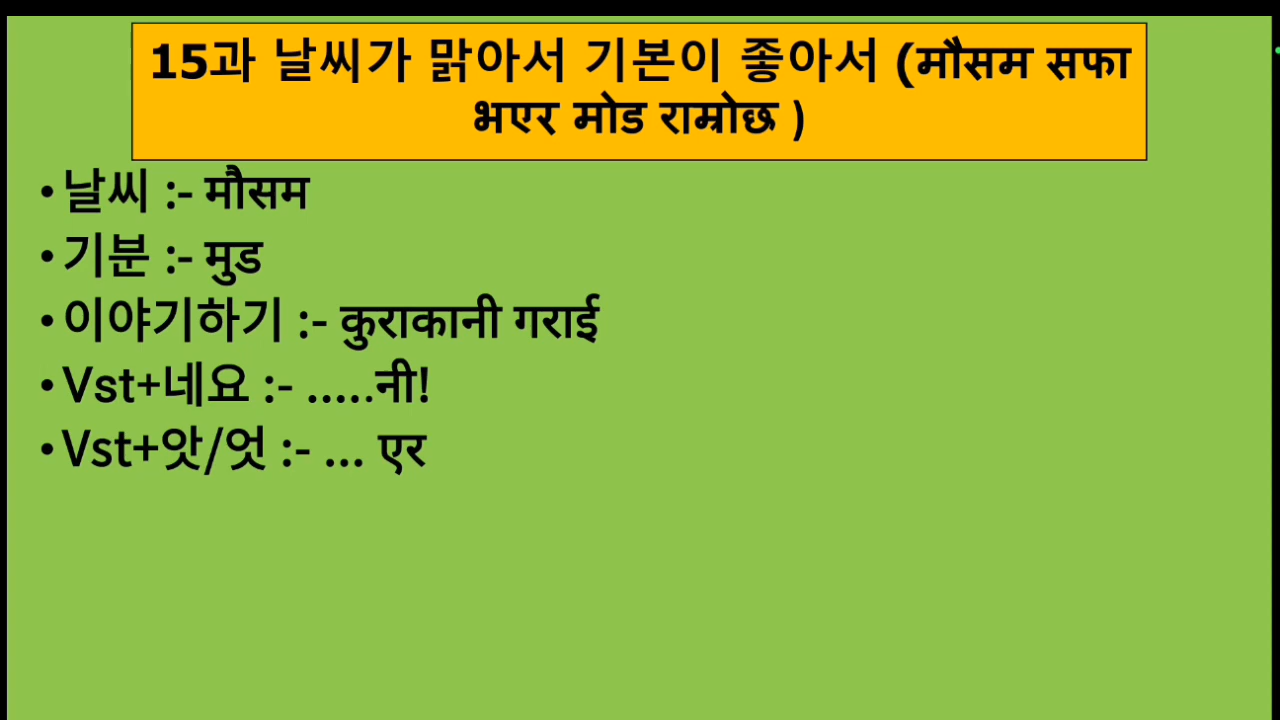 15과 날씨가 맑아서 기본이 좋아서 (मौसम सफा
भएर मोड राम्रोछ )
• 날씨 :- मौसम
• 기분 :- मुड
• 이야기하기 :- कुराकानी गराई
• Vst+네요 :- .....नी!
• Vst+앗/엇 :- ... एर